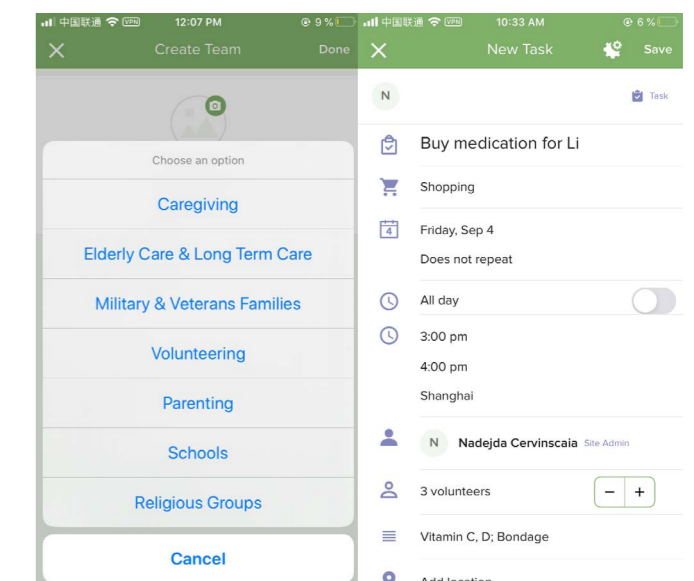 中国联通 VPN 12:07 PM 9 %
Create Team Done
Choose an option
Caregiving
Elderly Care & Long Term Care
Military & Veterans Families
Volunteering
Parenting
Schools
Religious Groups
Cancel
中国联通 VPN 10:33 AM 6 %
New Task Save
N Task
Buy medication for Li
Shopping
4 Friday, Sep 4
Does not repeat
All day
3:00 pm
4:00 pm
Shanghai
N Nadejda Cervinscaia Site Admin
3 volunteers − +
Vitamin C, D; Bondage
Add location